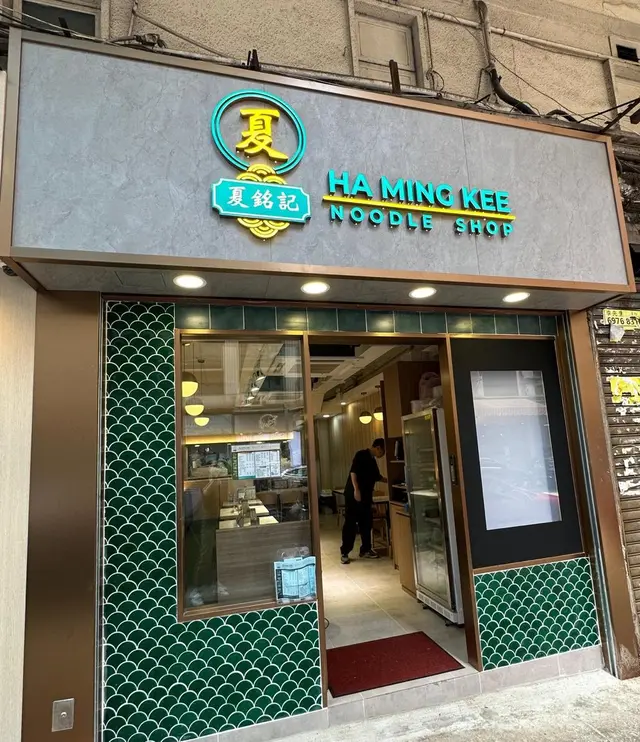 夏
夏銘記
HA MING KEE
NOODLE SHOP